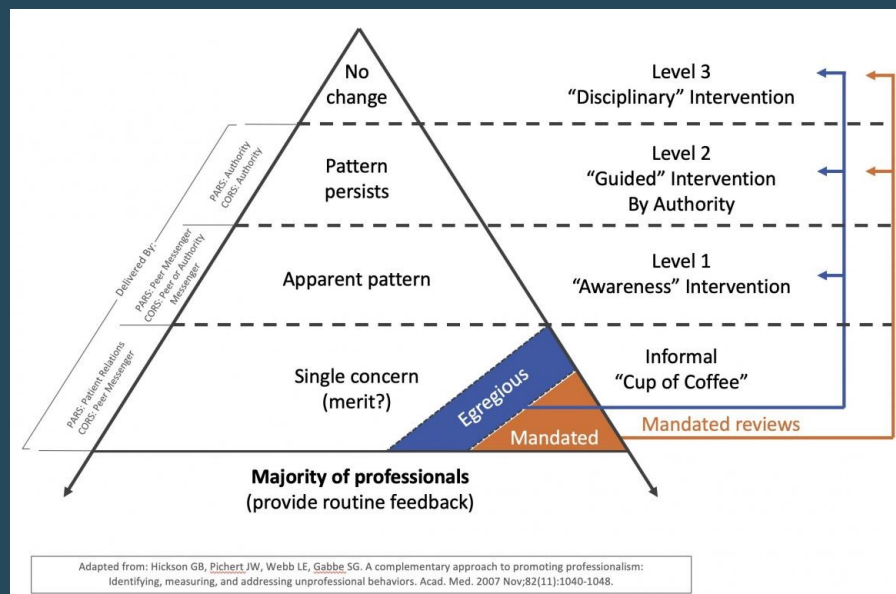 No
change
Level 3
“Disciplinary” Intervention
Pattern
persists
Level 2
“Guided” Intervention
By Authority
Apparent pattern
Level 1
“Awareness” Intervention
Single concern
(merit?)
Egregious
Mandated
Informal
“Cup of Coffee”
Mandated reviews
Delivered By:
PARS: Authority
CORS: Authority
PARS: Peer Messenger
CORS: Peer or Authority
Messenger
PARS: Patient Relations
CORS: Peer Messenger
Majority of professionals
(provide routine feedback)
Adapted from: Hickson GB, Pichert JW, Webb LE, Gabbe SG. A complementary approach to promoting professionalism:
Identifying, measuring, and addressing unprofessional behaviors. Acad. Med. 2007 Nov;82(11):1040-1048.